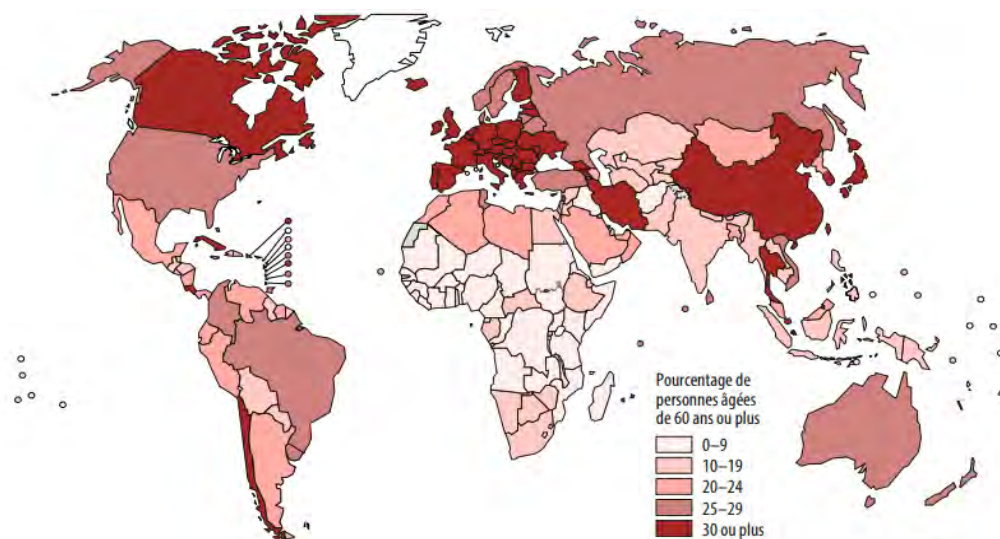 Pourcentage de
personnes âgées
de 60 ans ou plus
0–9
10–19
20–24
25–29
30 ou plus